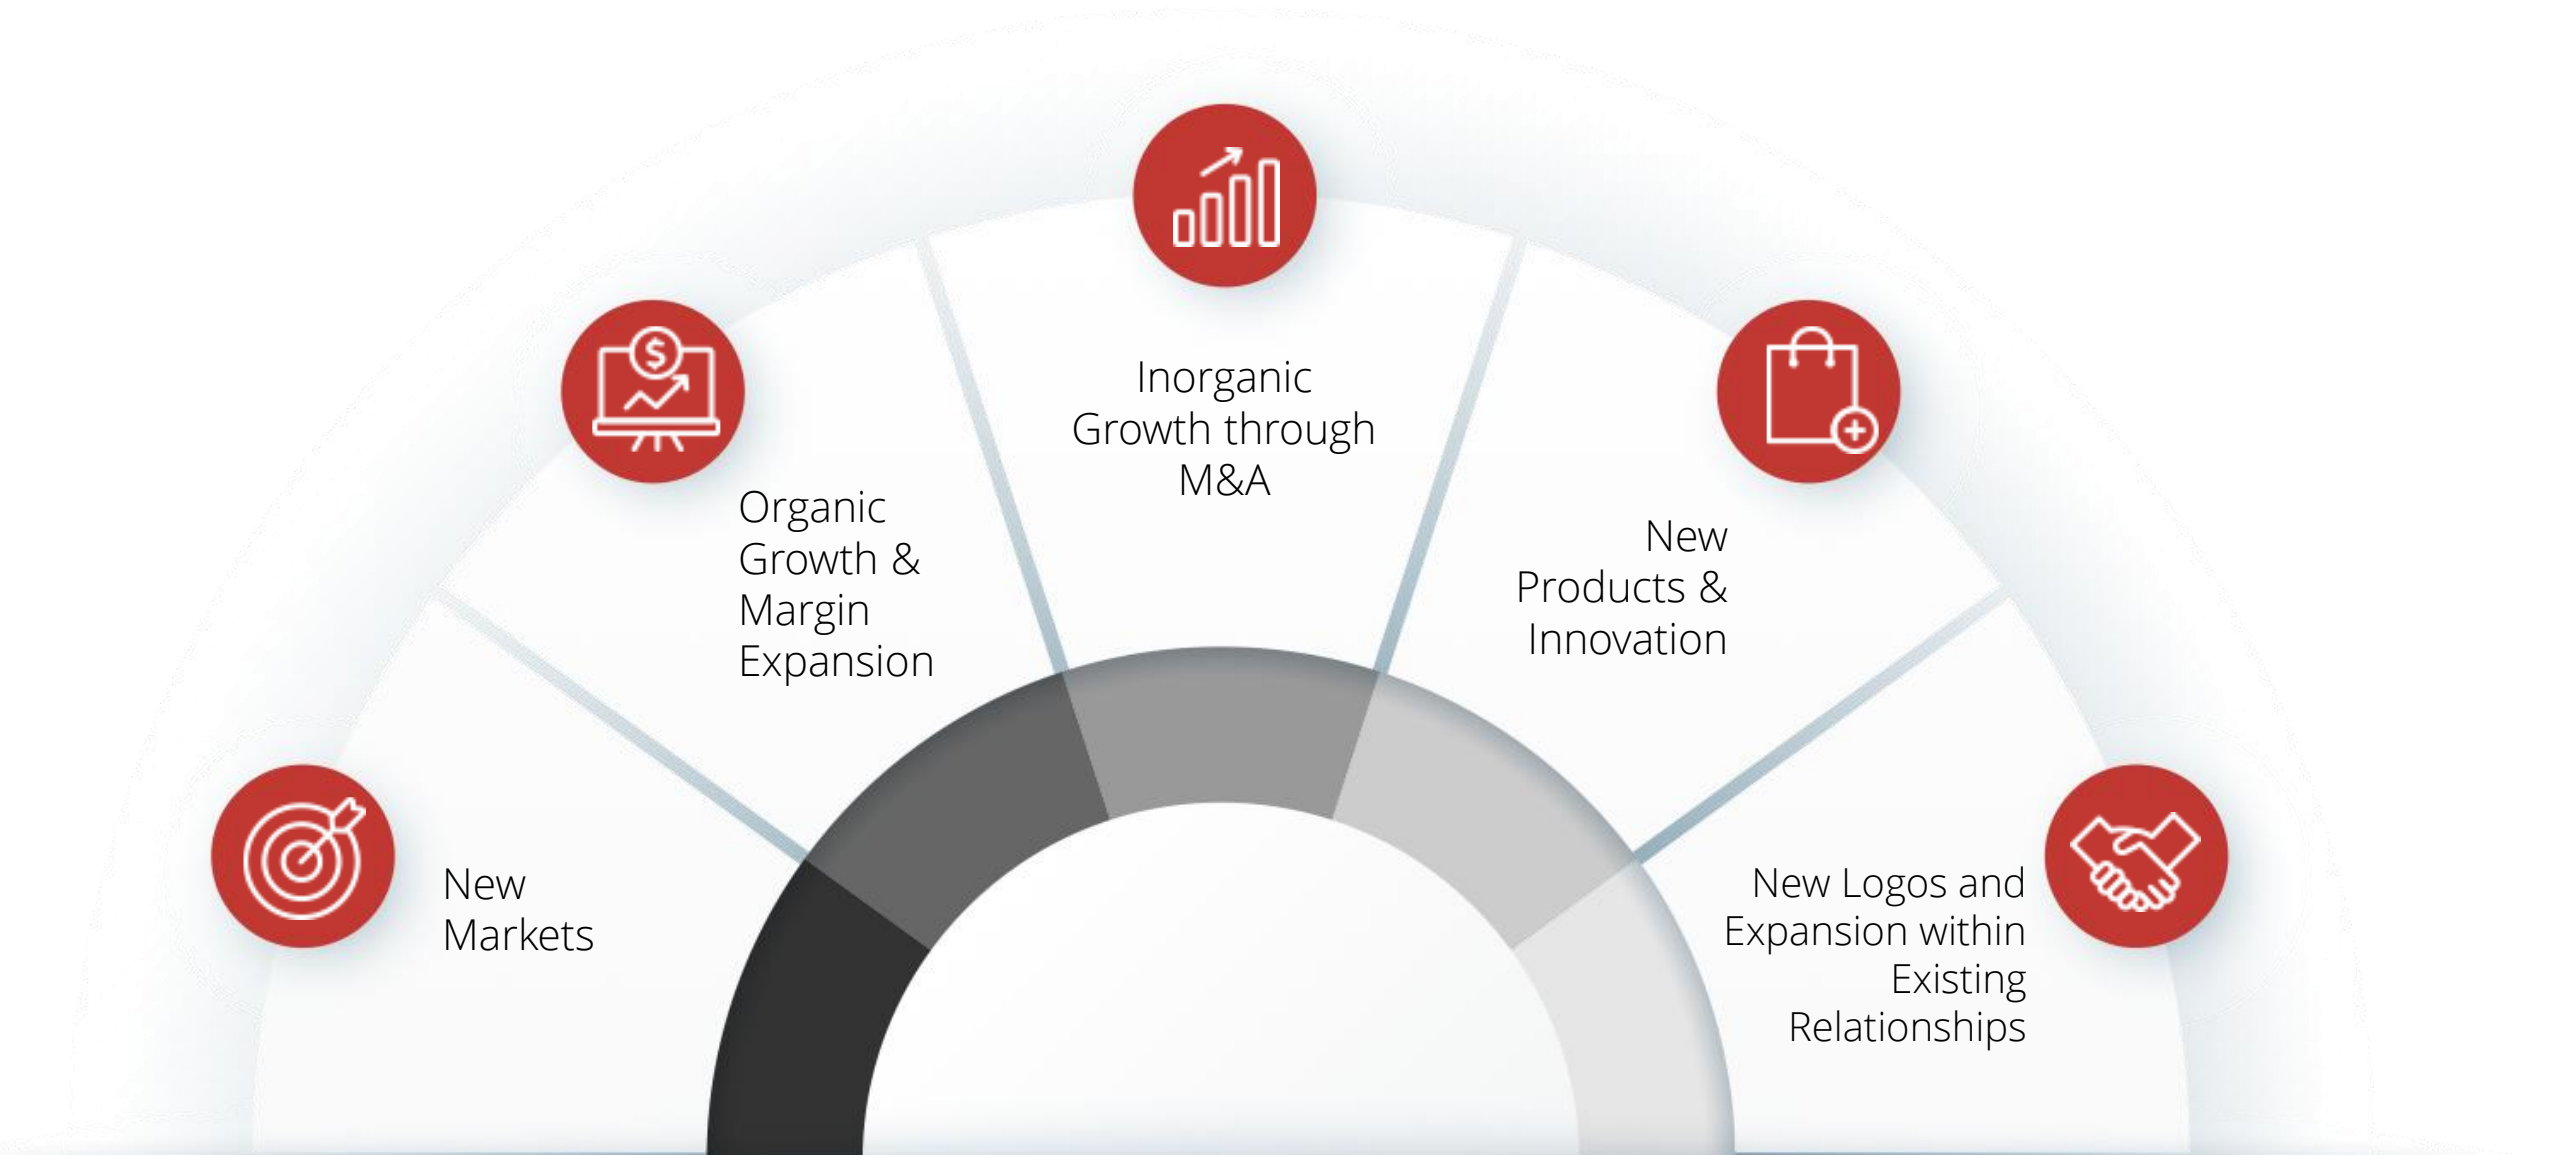 New
Markets
Organic
Growth &
Margin
Expansion
Inorganic
Growth through
M&A
New
Products &
Innovation
New Logos and
Expansion within
Existing
Relationships
$